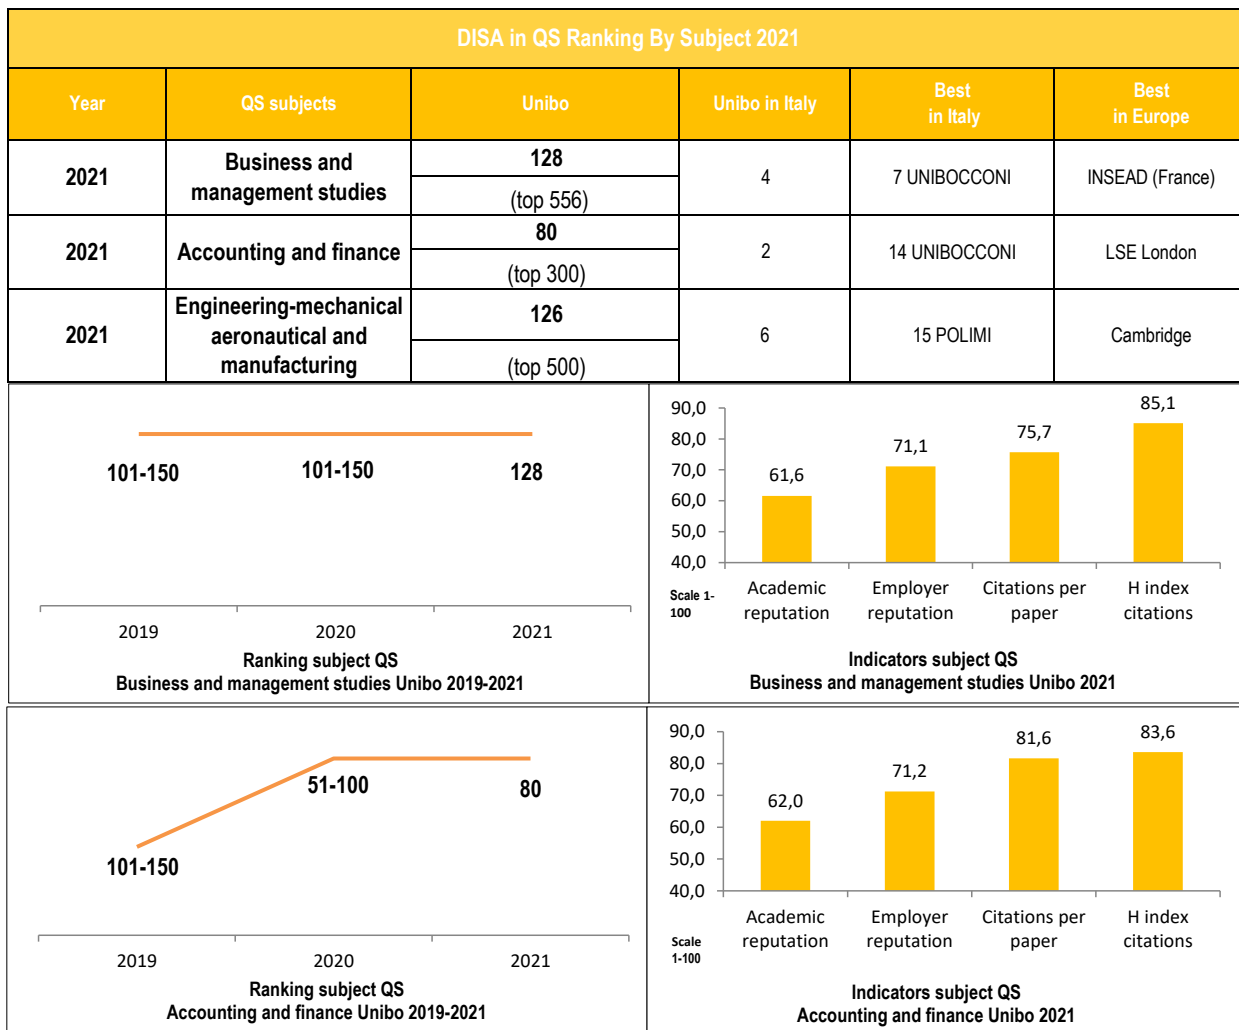 DISA in QS Ranking By Subject 2021
Year
QS subjects
Unibo
Unibo in Italy
Best
in Italy
Best
in Europe
2021
Business and
management studies
128
(top 556)
4
7 UNIBOCCONI
INSEAD (France)
2021
Accounting and finance
80
(top 300)
2
14 UNIBOCCONI
LSE London
2021
Engineering-mechanical
aeronautical and
manufacturing
126
(top 500)
6
15 POLIMI
Cambridge
101-150
101-150
128
2019
2020
2021
Ranking subject QS
Business and management studies Unibo 2019-2021
90,0
80,0
70,0
60,0
50,0
40,0
61,6
71,1
75,7
85,1
Scale 1-
100
Academic
reputation
Employer
reputation
Citations per
paper
H index
citations
Indicators subject QS
Business and management studies Unibo 2021
101-150
51-100
80
2019
2020
2021
Ranking subject QS
Accounting and finance Unibo 2019-2021
90,0
80,0
70,0
60,0
50,0
40,0
62,0
71,2
81,6
83,6
Scale
1-100
Academic
reputation
Employer
reputation
Citations per
paper
H index
citations
Indicators subject QS
Accounting and finance Unibo 2021